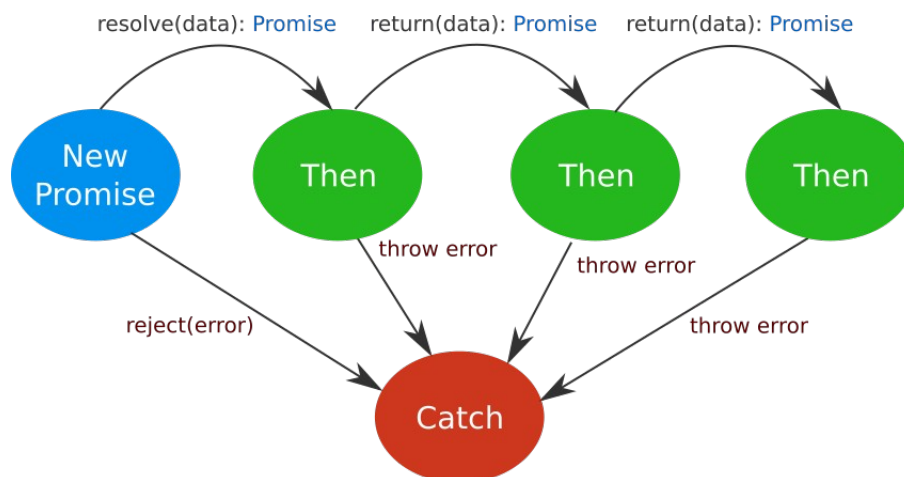 resolve(data): Promise
return(data): Promise
return(data): Promise
New
Promise
Then
Then
Then
throw error
throw error
reject(error)
throw error
Catch